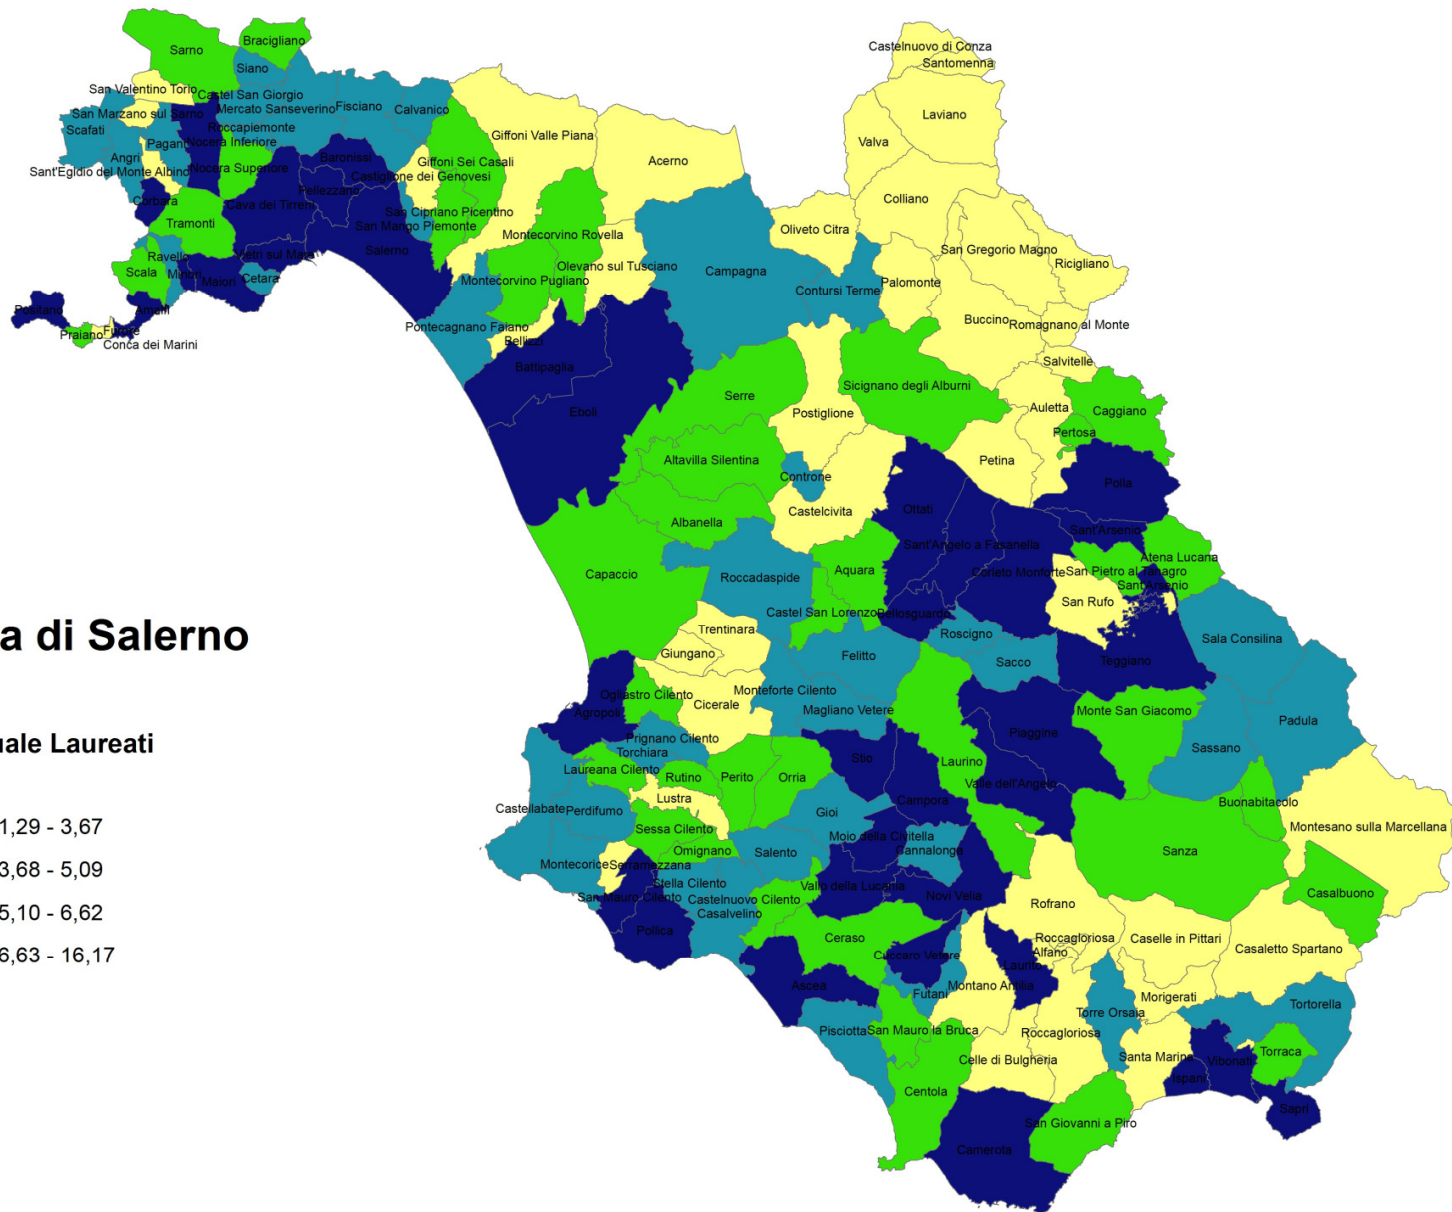 Castelnuovo di Conza
Santomenna
Bracigliano
Sarno
Siano
San Valentino Torio
Castel San Giorgio
Mercato Sanseverino
Fisciano
Calvanico
Laviano
San Marzano sul Sarno
Scafati
Roccapiemonte
Nocera Inferiore
Pagani
Giffoni Valle Piana
Valva
Angri
Baronissi
Giffoni Sei Casali
Acerno
Sant'Egidio del Monte Albino
Nocera Superiore
Castiglione dei Genovesi
Pellezzano
Corbara
Cava dei Tirreni
Colliano
Tramonti
San Cipriano Picentino
San Mango Piemonte
Montecorvino Rovella
Oliveto Citra
San Gregorio Magno
Vietri sul Mare
Salerno
Ravello
Scala
Minori
Maiori
Cetara
Olevano sul Tusciano
Campagna
Ricigliano
Montecorvino Pugliano
Contursi Terme
Palomonte
Positano
Amalfi
Buccino
Romagnano al Monte
Praiano
Furore
Conca dei Marini
Pontecagnano Faiano
Bellizzi
Salvitelle
Battipaglia
Serre
Sicignano degli Alburni
Eboli
Postiglione
Auletta
Caggiano
Pertosa
Altavilla Silentina
Controne
Petina
Polla
Albanella
Castelcivita
Ottati
Sant'Arsenio
Sant'Angelo a Fasanella
Atena Lucana
Capaccio
Roccadaspide
Aquara
Corleto Monforte
San Pietro al Tanagro
Sant'Arsenio
San Rufo
Castel San Lorenzo
Bellosguardo
Trentinara
Roscigno
Sala Consilina
a di Salerno
Giungano
Felitto
Sacco
Teggiano
Ogliastro Cilento
Monteforte Cilento
Cicerale
Agropoli
Magliano Vetere
Monte San Giacomo
Padula
Piaggine
uale Laureati
Prignano Cilento
Torchiara
Sassano
Stio
Laurino
Laureana Cilento
Rutino
Perito
Orria
Valle dell'Angelo
Lustra
Campora
Buonabitacolo
Castellabate
Perdifumo
Gioi
1,29 - 3,67
Sessa Cilento
Moio della Civitella
Montesano sulla Marcellana
Omignano
Salento
Cannalonga
Sanza
Montecorice
Serramezzana
3,68 - 5,09
Stella Cilento
Vallo della Lucania
San Mauro Cilento
Castelnuovo Cilento
Novi Velia
Casalbuono
Casalvelino
Rofrano
5,10 - 6,62
Pollica
Ceraso
Roccagloriosa
Caselle in Pittari
Casaletto Spartano
Alfano
6,63 - 16,17
Cuccaro Vetere
Laurito
Ascea
Futani
Montano Antilia
Morigerati
Tortorella
Torre Orsaia
Pisciotta
San Mauro la Bruca
Roccagloriosa
Celle di Bulgheria
Santa Marina
Vibonati
Torraca
Ispani
Centola
Sapri
San Giovanni a Piro
Camerota